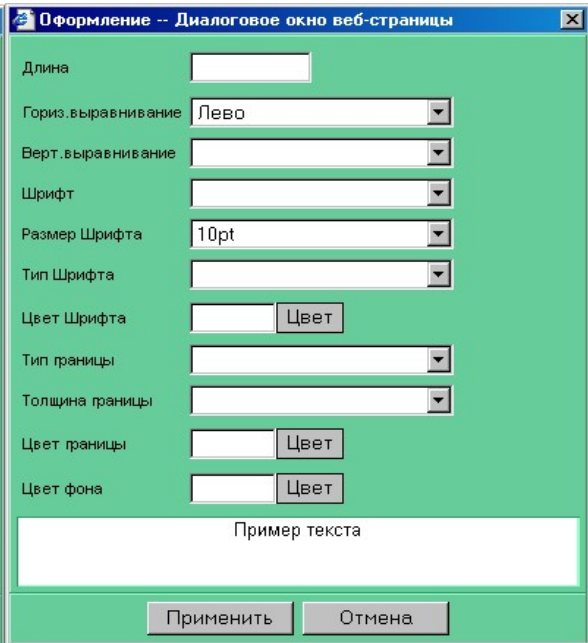 Оформление -- Диалоговое окно веб-страницы
Длина
Гориз.выравнивание Лево
Верт.выравнивание
Шрифт
Размер Шрифта 10pt
Тип Шрифта
Цвет Шрифта Цвет
Тип границы
Толщина границы
Цвет границы Цвет
Цвет фона Цвет
Пример текста
Применить Отмена